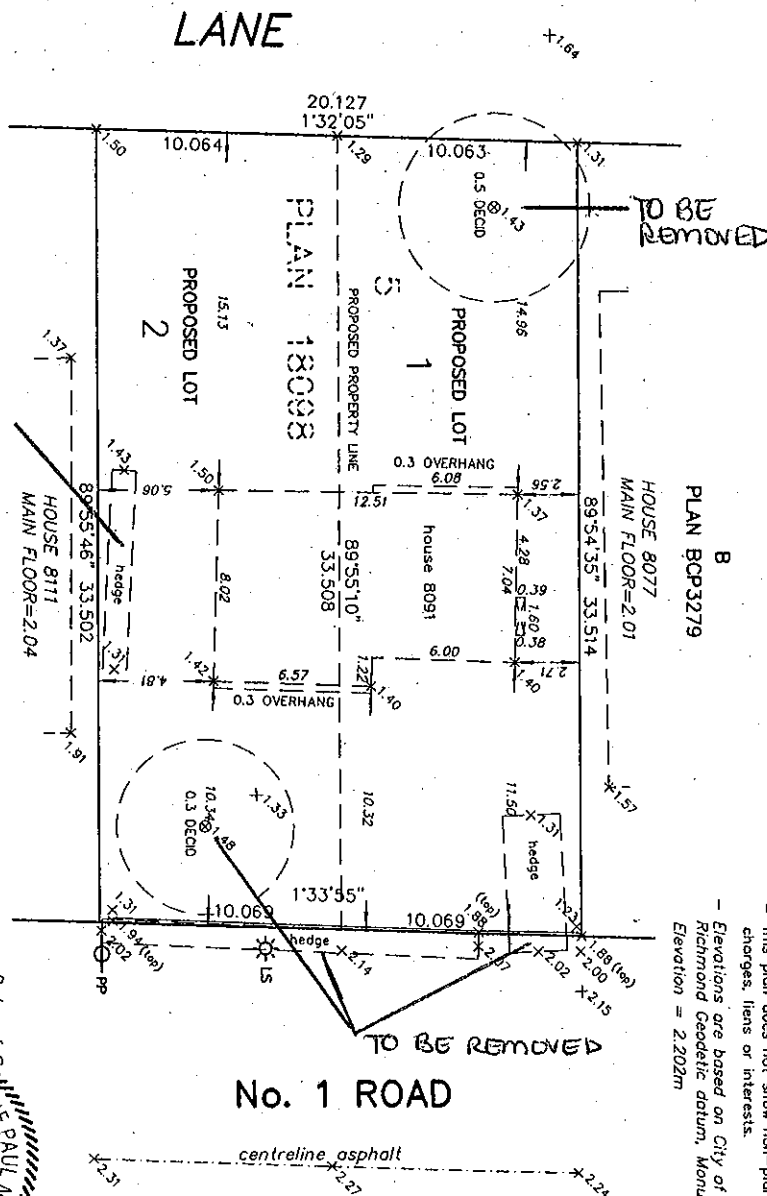 LANE
1.64
20.127
1°32'05"
1.50
10.064
1.29
10.063
1.31
0.5 DECID
1.43
TO BE
REMOVED
PLAN 18098
5
PROPOSED LOT
2
15.13
PROPOSED PROPERTY LINE
PROPOSED LOT
1
14.96
B
PLAN BCP3279
HOUSE 8077
MAIN FLOOR=2.01
1.37
1.43
5.06
1.50
12.51
0.3 OVERHANG
6.08
1.37
2.56
89°55'46" 33.502
hedge
HOUSE 8111
MAIN FLOOR=2.04
8.02
89°55'10"
33.508
house 8091
4.28
7.04
0.39
1.60
0.38
89°54'35" 33.514
1.31
4.81
1.42
6.57
0.3 OVERHANG
1.22
6.00
1.40
1.40
2.71
1.91
1.57
1.33
10.34
1.48
0.3 DECID
10.32
11.50
1.31
hedge
1.23
1°33'55"
1.31
10.069
10.069
1.88
(top)
1.88 (top)
1.94 (top)
2.02
PP
LS
hedge
2.14
2.07
2.02
2.00
2.15
TO BE REMOVED
No. 1 ROAD
centreline asphalt
2.31
2.27
2.24
charges, liens or interests.
- Elevations are based on City of
Richmond Geodetic datum, Monu
Elevation = 2.202m
PAUL